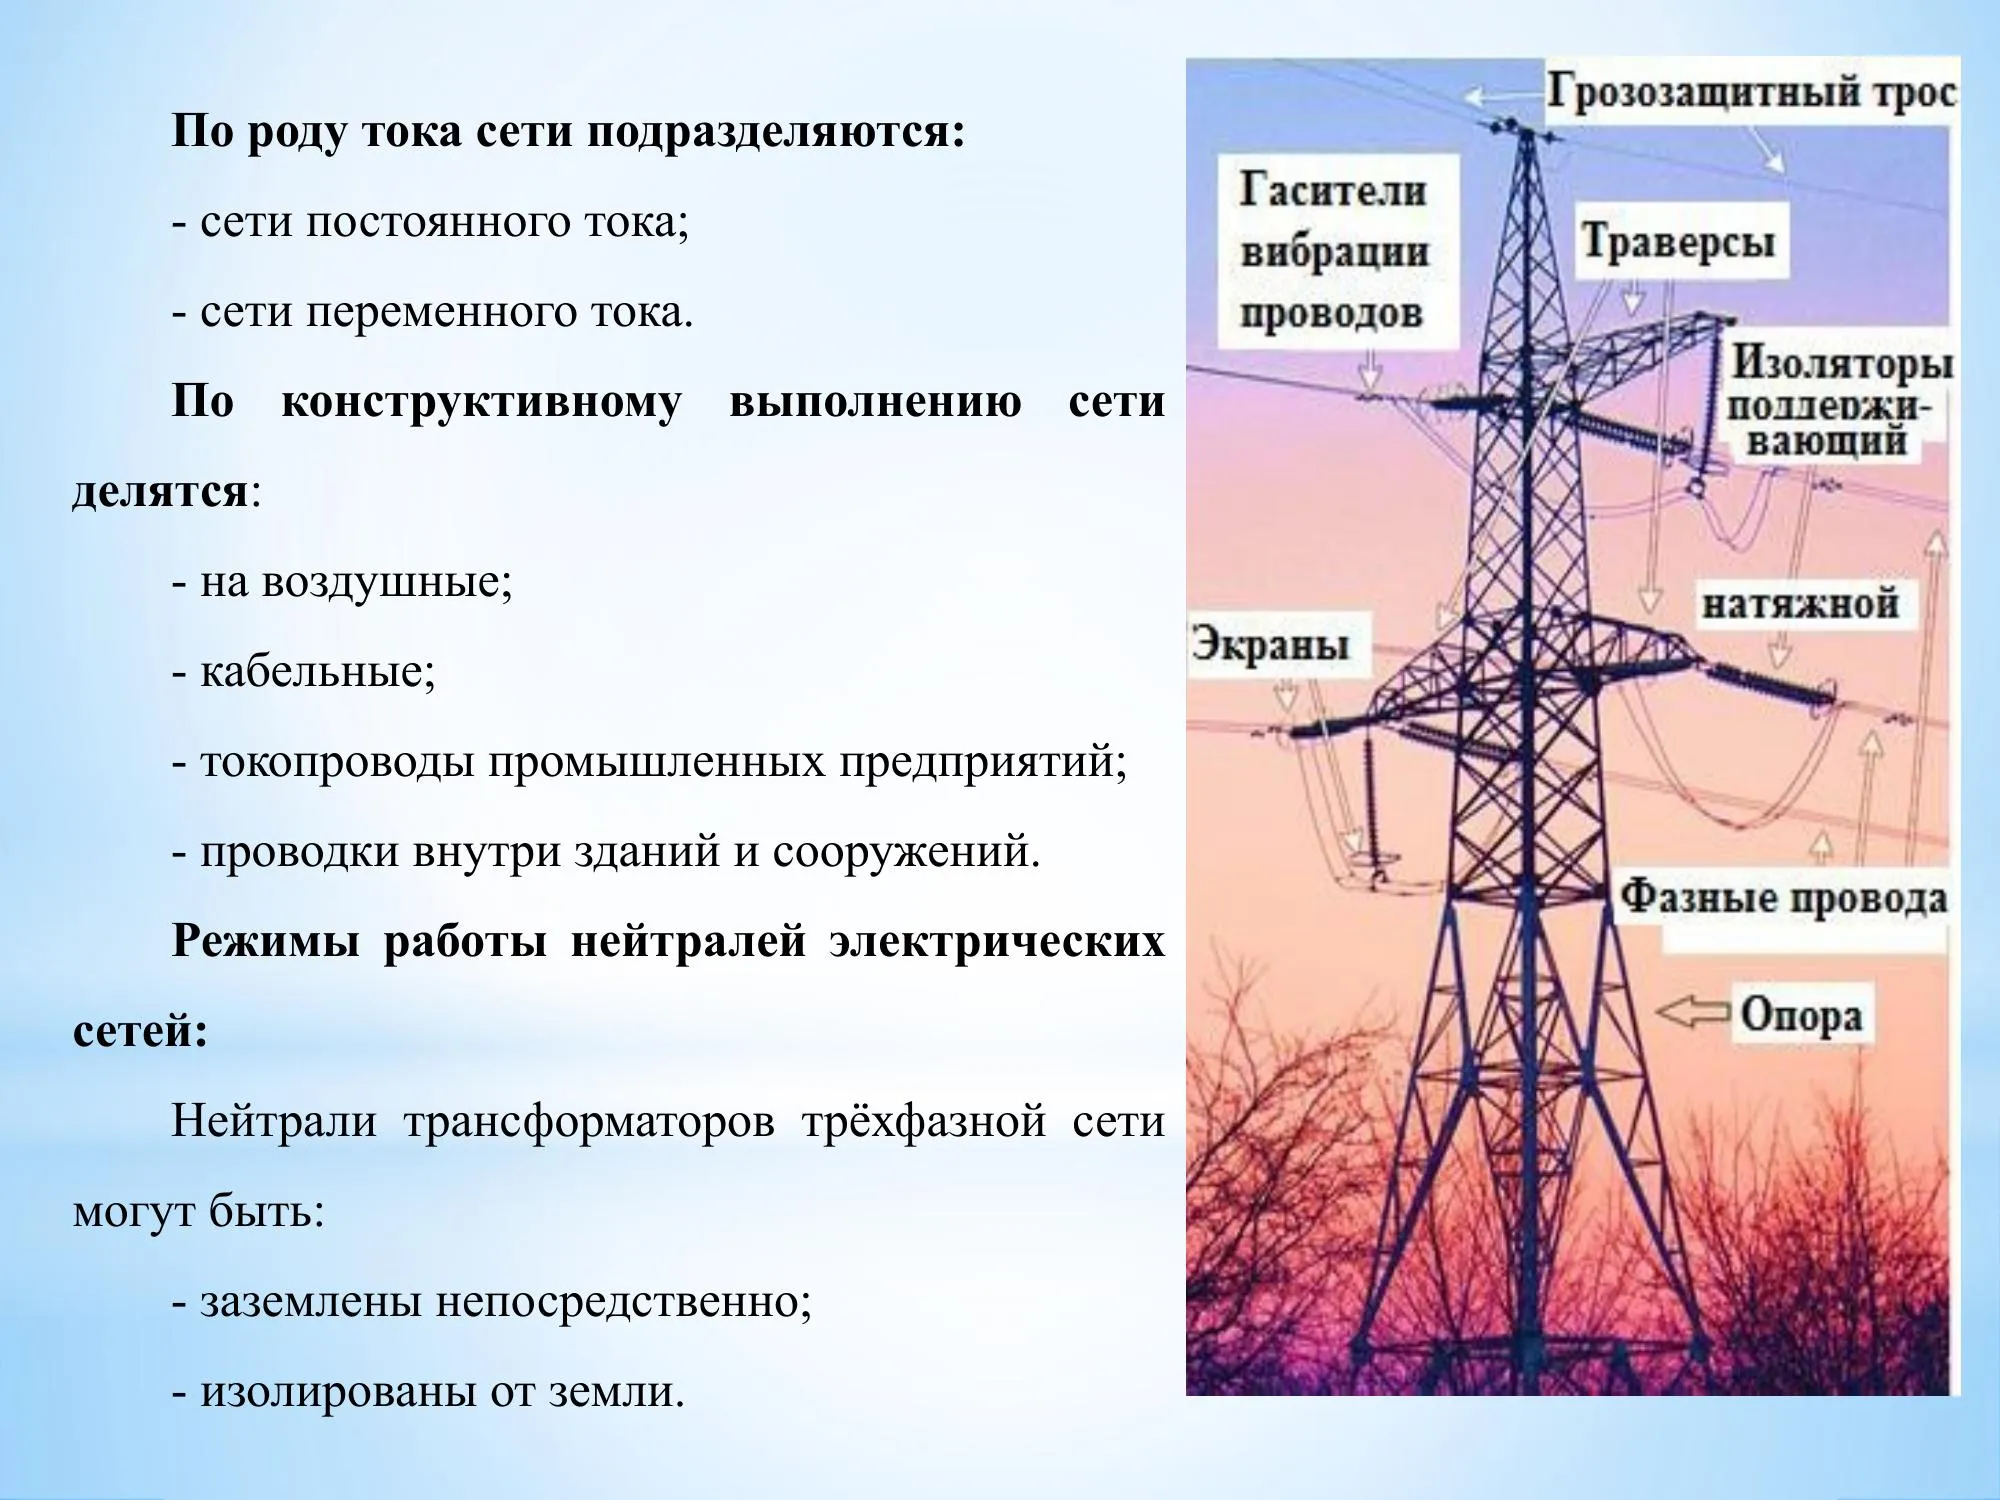 По роду тока сети подразделяются:
- сети постоянного тока;
- сети переменного тока.
По конструктивному выполнению сети
делятся:
- на воздушные;
- кабельные;
- токопроводы промышленных предприятий;
- проводки внутри зданий и сооружений.
Режимы работы нейтралей электрических
сетей:
Нейтрали трансформаторов трёхфазной сети
могут быть:
- заземлены непосредственно;
- изолированы от земли.
Грозозащитный трос
Гасители
вибрации
проводов
Траверсы
Изоляторы
поддержи-
вающий
натяжной
Экраны
Фазные провода
Опора